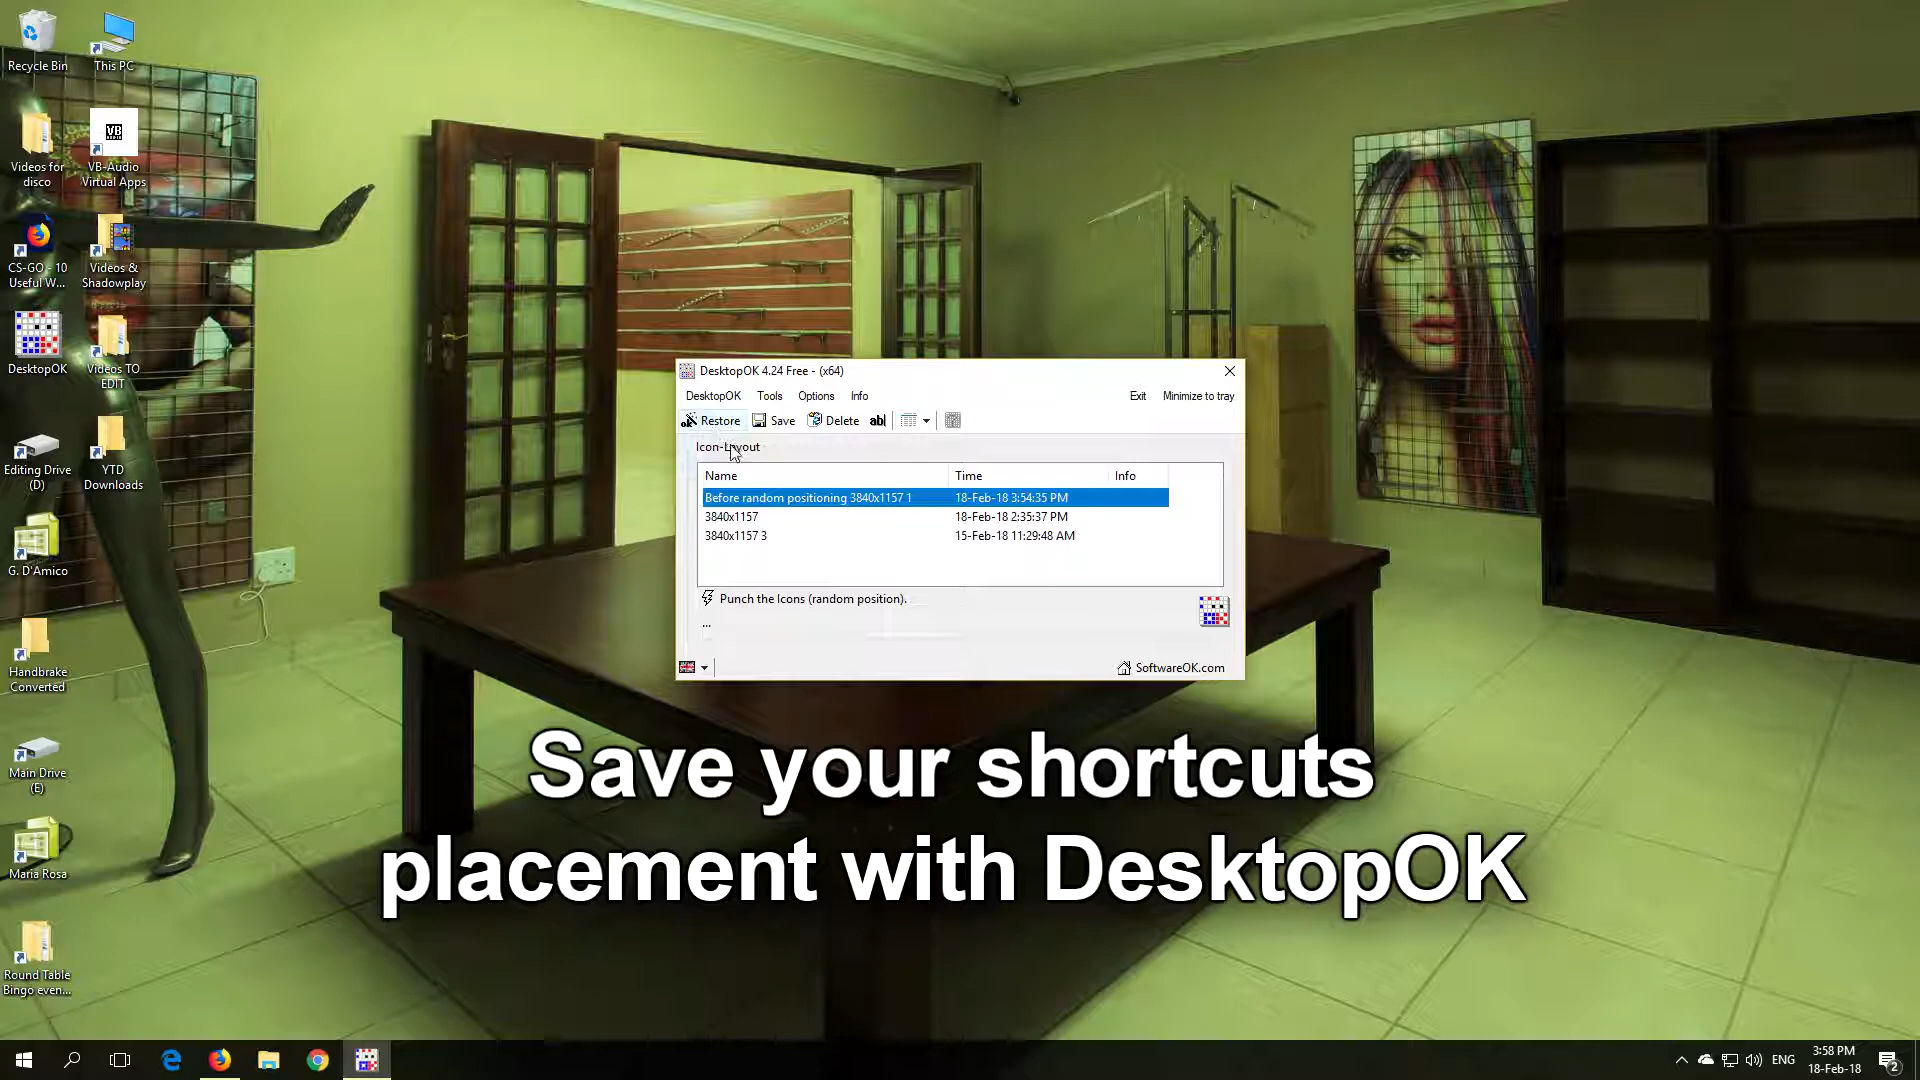 Recycle Bin
This PC
Videos for
disco
VB-Audio
Virtual Apps
CS-GO - 10
Useful W...
Videos &
Shadowplay
DesktopOK
Videos TO
EDIT
Editing Drive
(D)
YTD
Downloads
G. D'Amico
Handbrake
Converted
Main Drive
(E)
Maria Rosa
Round Table
Bingo even...
DesktopOK 4.24 Free - (x64)
DesktopOK Tools Options Info Exit Minimize to tray
Restore Save Delete ab|
Icon-Layout
Name Time Info
Before random positioning 3840x1157 1 18-Feb-18 3:54:35 PM
3840x1157 18-Feb-18 2:35:37 PM
3840x1157 3 15-Feb-18 11:29:48 AM
Punch the Icons (random position).
...
SoftwareOK.com
Save your shortcuts
placement with DesktopOK
ENG
3:58 PM
18-Feb-18
2